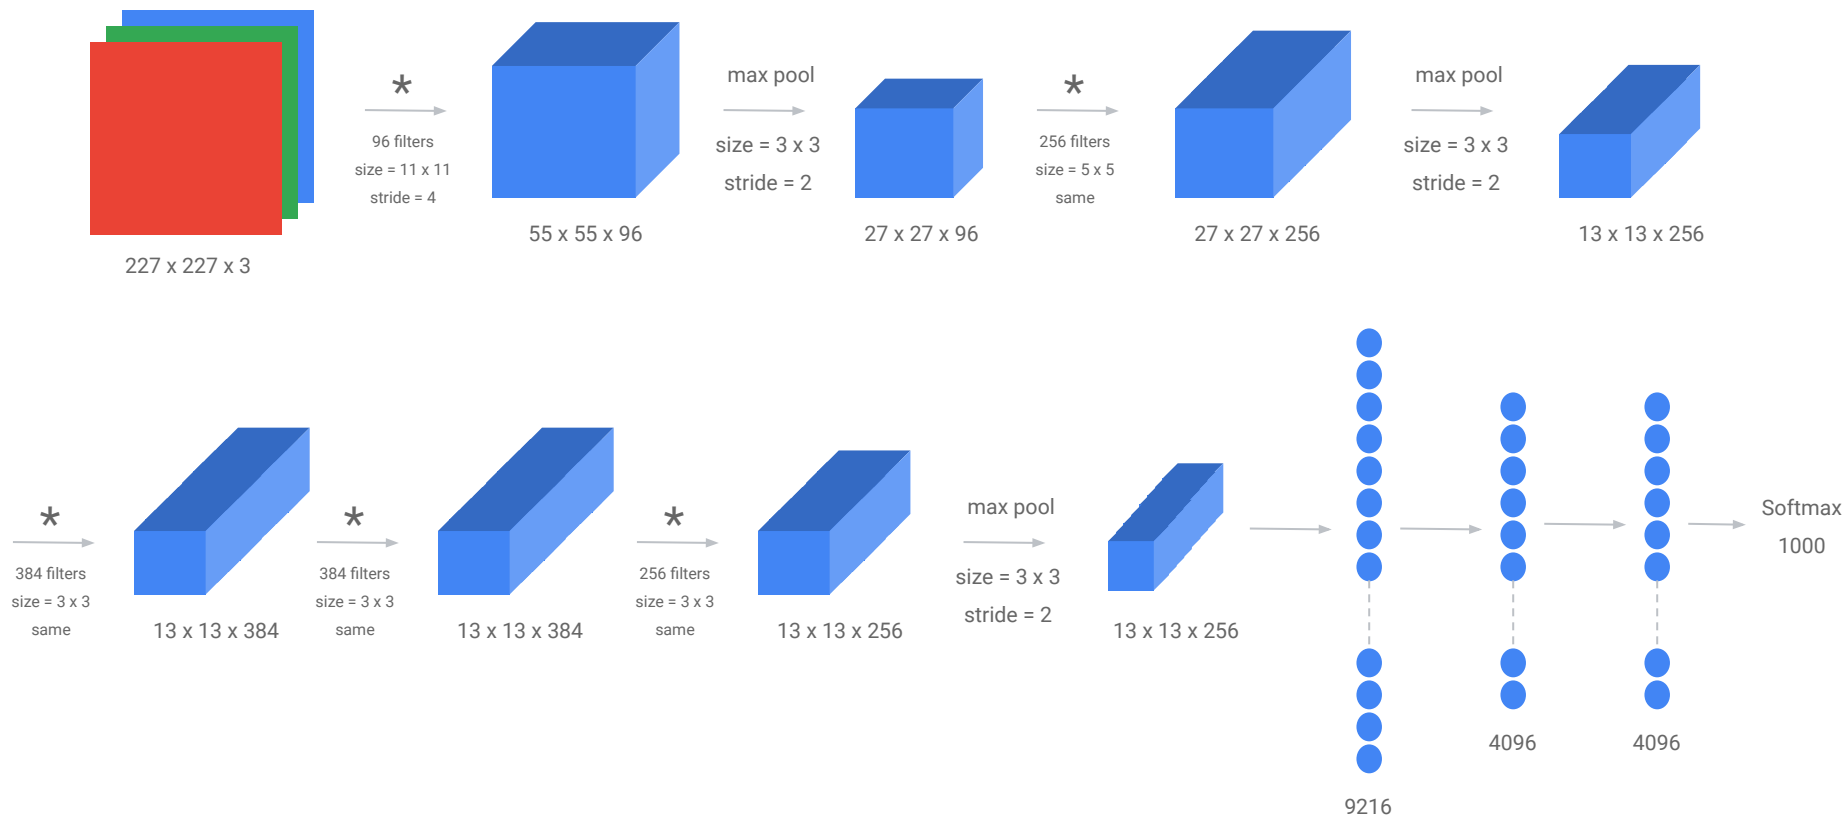 227 x 227 x 3
*
96 filters
size = 11 x 11
stride = 4
55 x 55 x 96
max pool
size = 3 x 3
stride = 2
27 x 27 x 96
*
256 filters
size = 5 x 5
same
27 x 27 x 256
max pool
size = 3 x 3
stride = 2
13 x 13 x 256
*
384 filters
size = 3 x 3
same
13 x 13 x 384
*
384 filters
size = 3 x 3
same
13 x 13 x 384
*
256 filters
size = 3 x 3
same
13 x 13 x 256
max pool
size = 3 x 3
stride = 2
13 x 13 x 256
9216
4096
4096
Softmax
1000